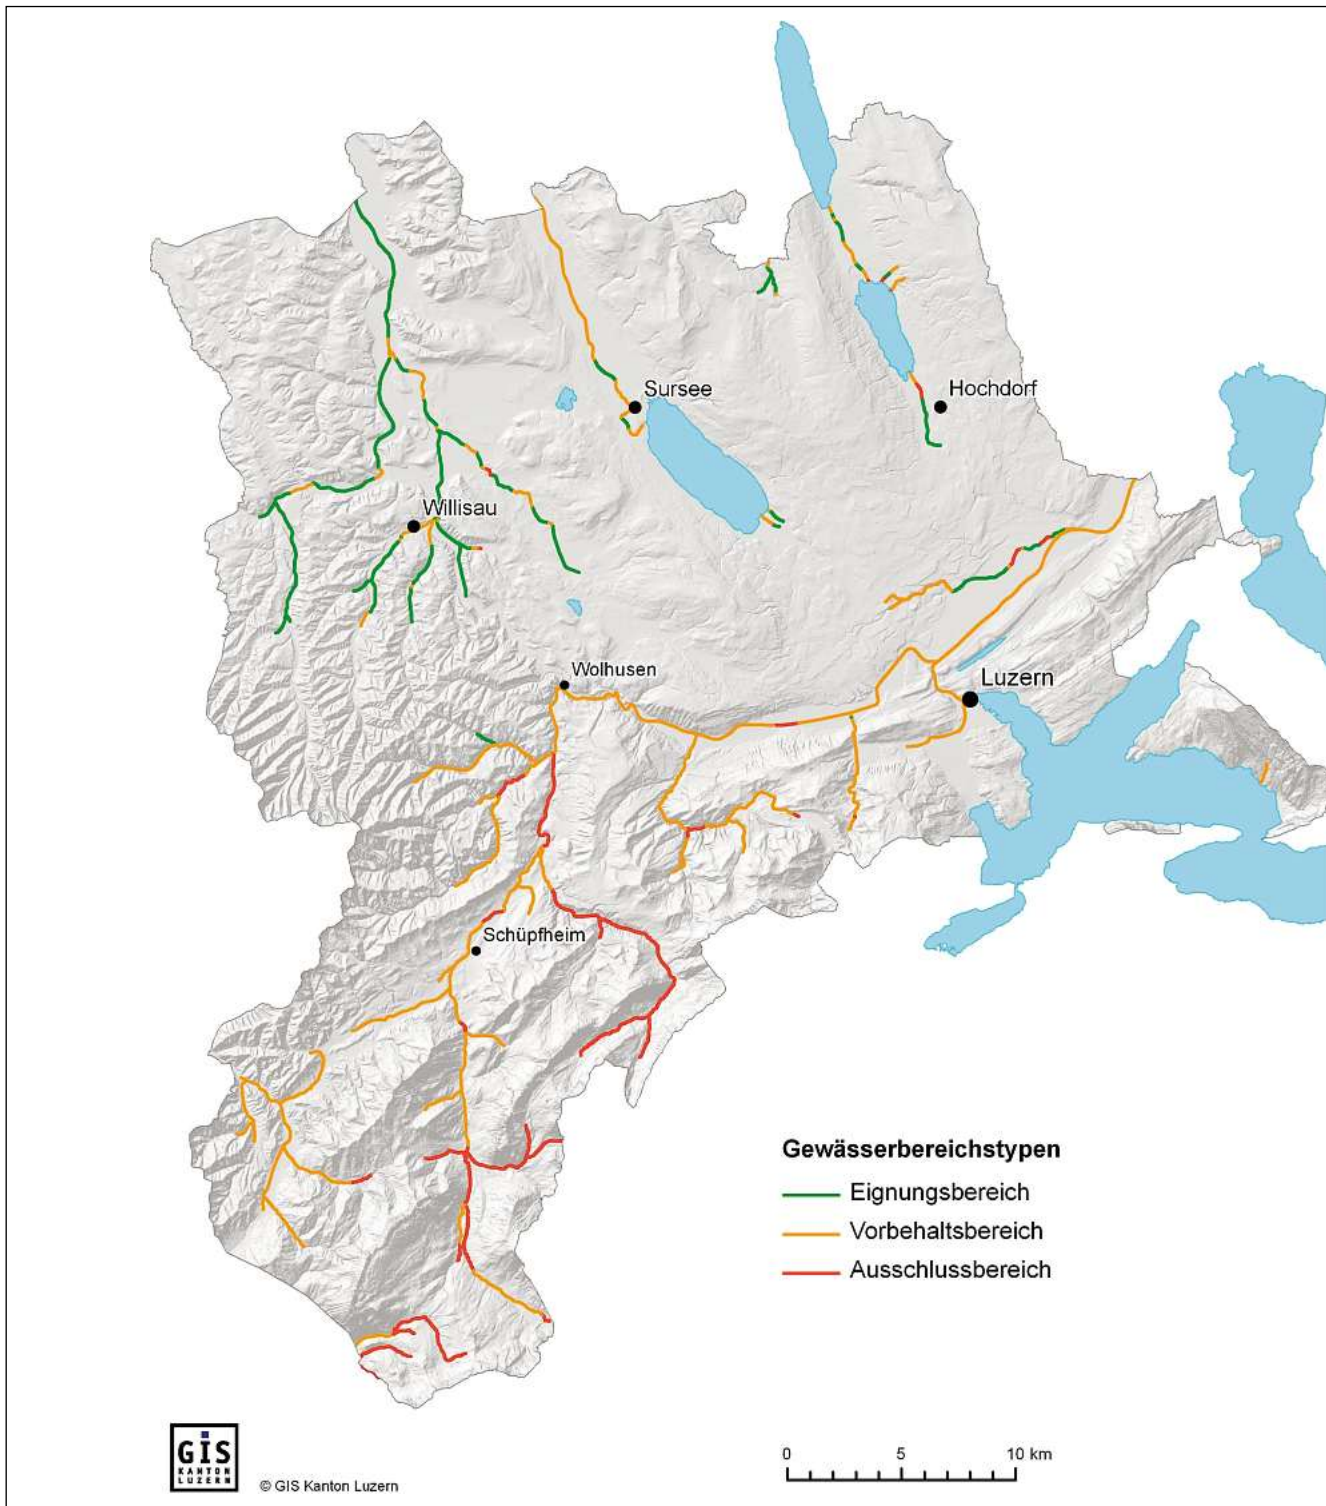 Sursee
Hochdorf
Willisau
Wolhusen
Luzern
Schüpfheim
Gewässerbereichstypen
Eignungsbereich
Vorbehaltsbereich
Ausschlussbereich
GIS
KANTON
LUZERN
© GIS Kanton Luzern
0 5 10 km